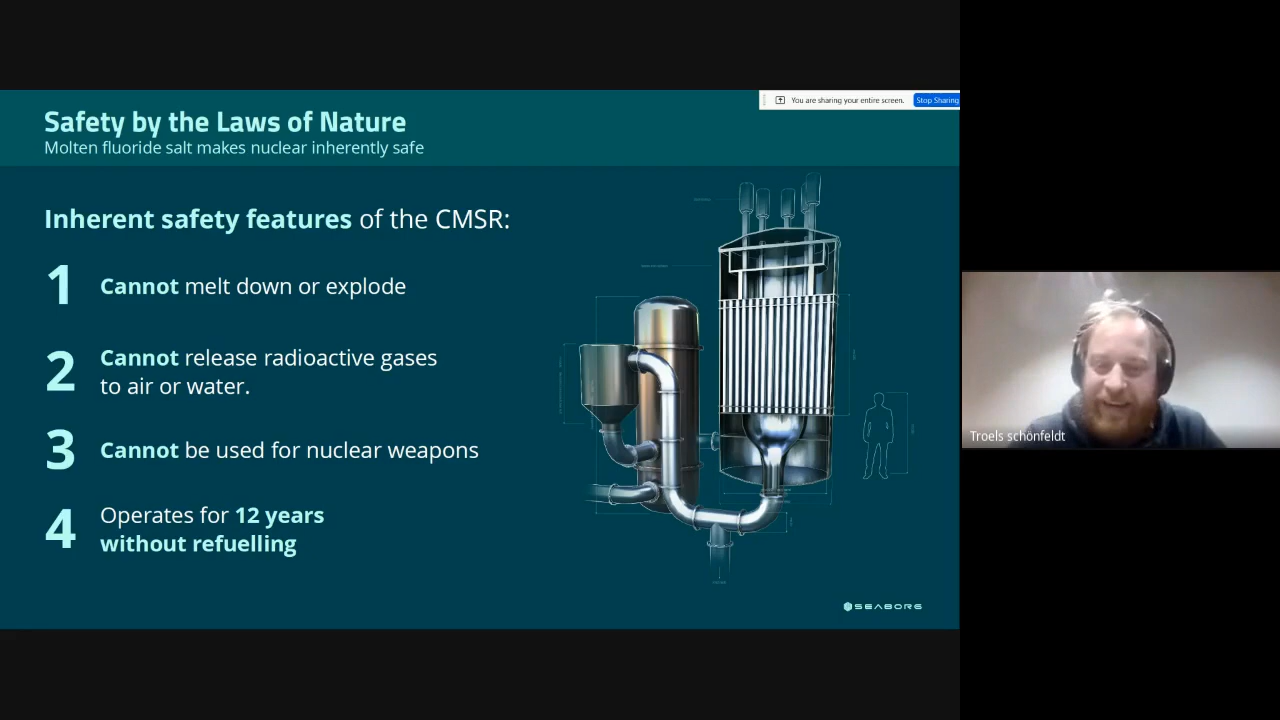 You are sharing your entire screen.
Stop Sharing
Safety by the Laws of Nature
Molten fluoride salt makes nuclear inherently safe
Inherent safety features of the CMSR:
1 Cannot melt down or explode
2 Cannot release radioactive gases
to air or water.
3 Cannot be used for nuclear weapons
4 Operates for 12 years
without refuelling
SEABORG
Troels schönfeldt